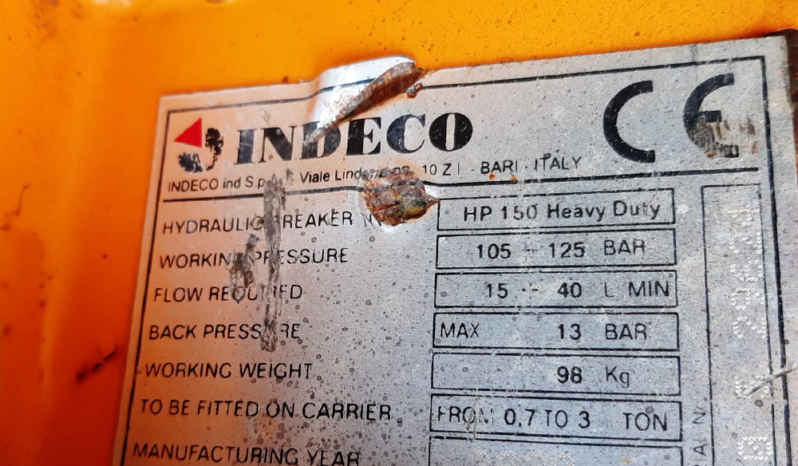 INDECO
CE
INDECO ind S.p.A. Viale 10 Z I - BARI - ITALY
HYDRAULIC BREAKER HP 150 Heavy Duty
WORKING PRESSURE 105 - 125 BAR
FLOW REQUIRED 15 - 40 L MIN
BACK PRESSURE MAX 13 BAR
WORKING WEIGHT 98 Kg
TO BE FITTED ON CARRIER FROM 0,7 TO 3 TON
MANUFACTURING YEAR